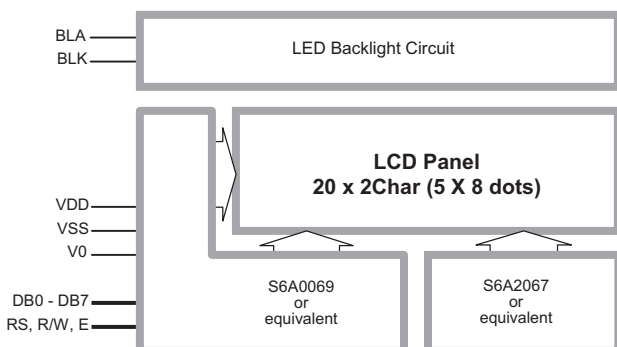 BLA
BLK
LED Backlight Circuit
LCD Panel
20 x 2Char (5 X 8 dots)
VDD
VSS
V0
DB0 - DB7
RS, R/W, E
S6A0069
or
equivalent
S6A2067
or
equivalent